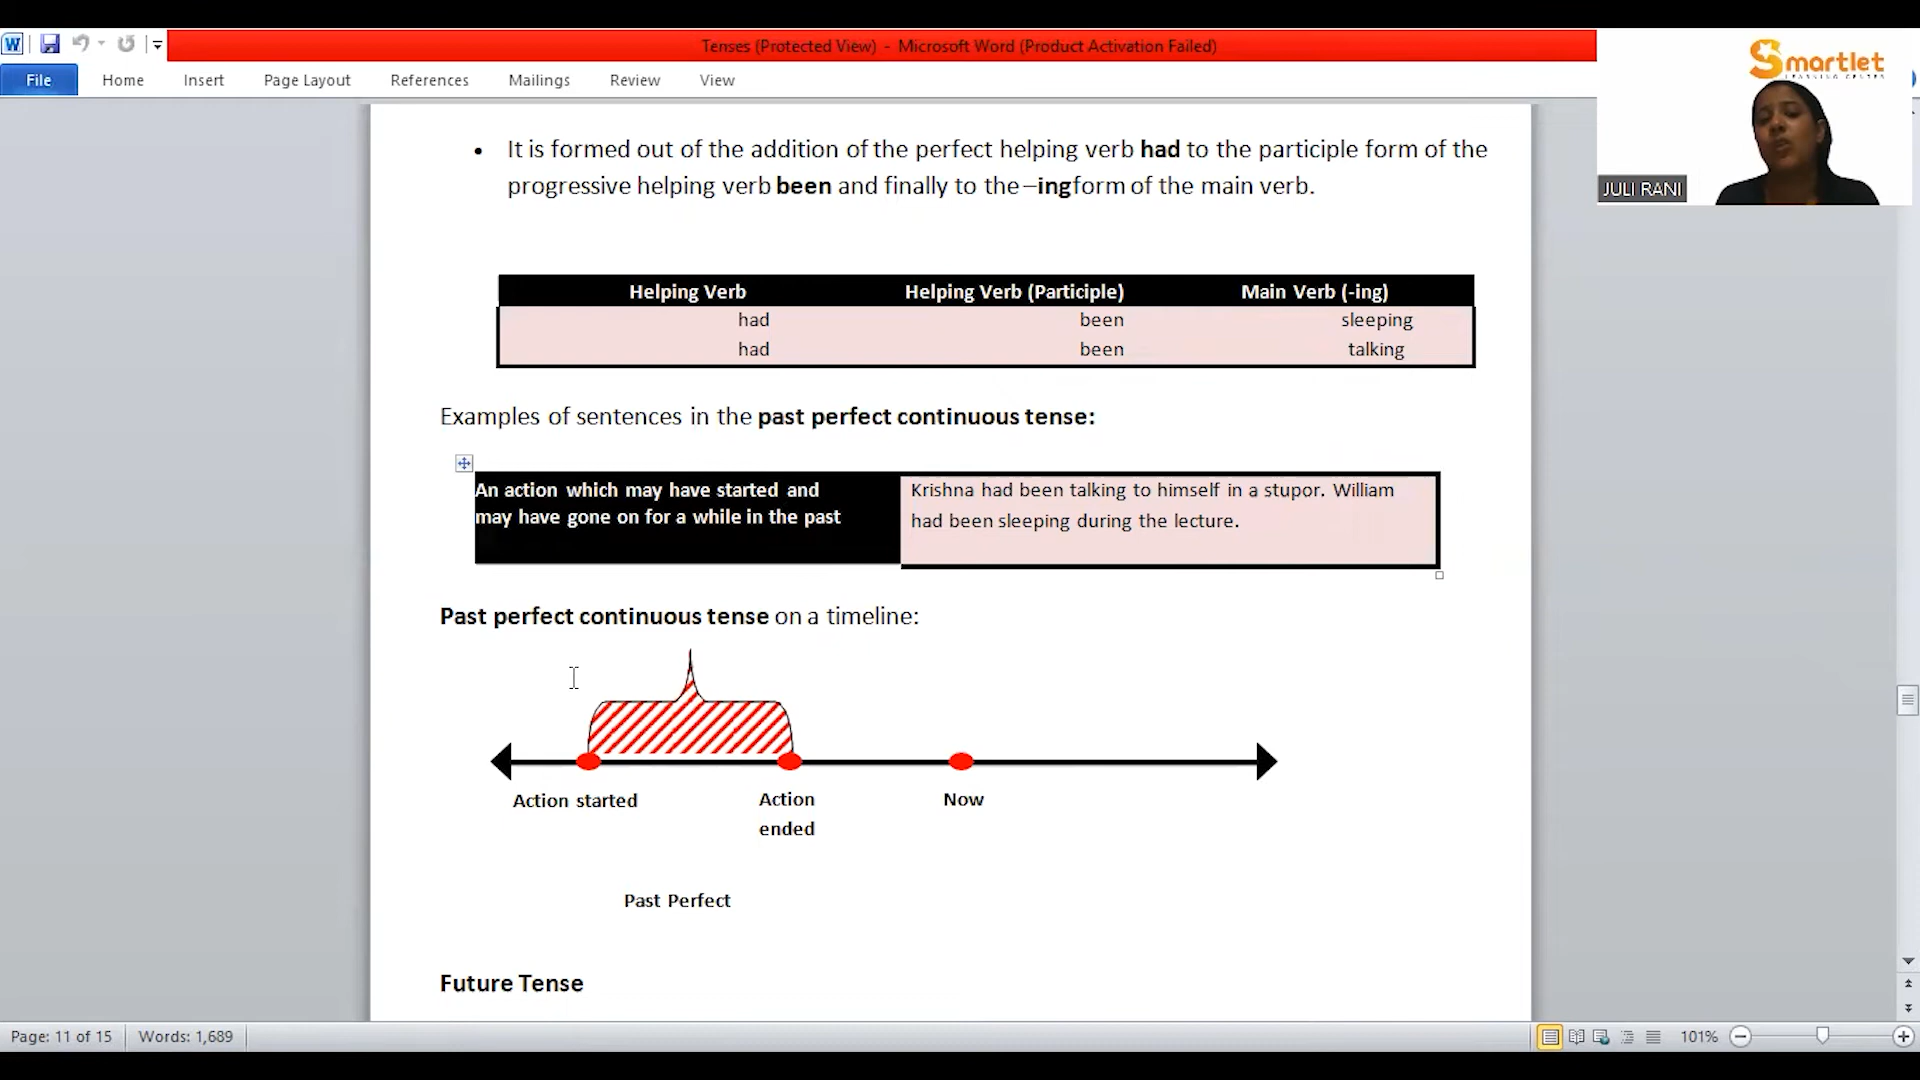 Tenses (Protected View) - Microsoft Word (Product Activation Failed)
Smartlet
LEARNING CENTER
File Home Insert Page Layout References Mailings Review View
JULI RANI
• It is formed out of the addition of the perfect helping verb had to the participle form of the
progressive helping verb been and finally to the –ingform of the main verb.
Helping Verb Helping Verb (Participle) Main Verb (-ing)
had been sleeping
had been talking
Examples of sentences in the past perfect continuous tense:
An action which may have started and
may have gone on for a while in the past
Krishna had been talking to himself in a stupor. William
had been sleeping during the lecture.
Past perfect continuous tense on a timeline:
Action started
Action
ended
Now
Past Perfect
Future Tense
Page: 11 of 15 Words: 1,689 101%